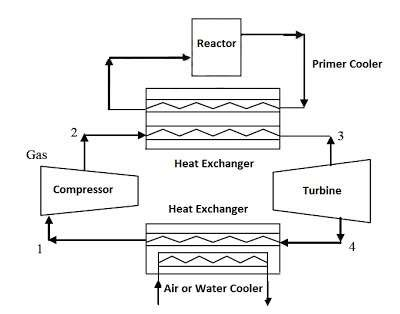 Reactor
Primer Cooler
2
3
Heat Exchanger
Gas
Compressor
Turbine
Heat Exchanger
1
4
Air or Water Cooler